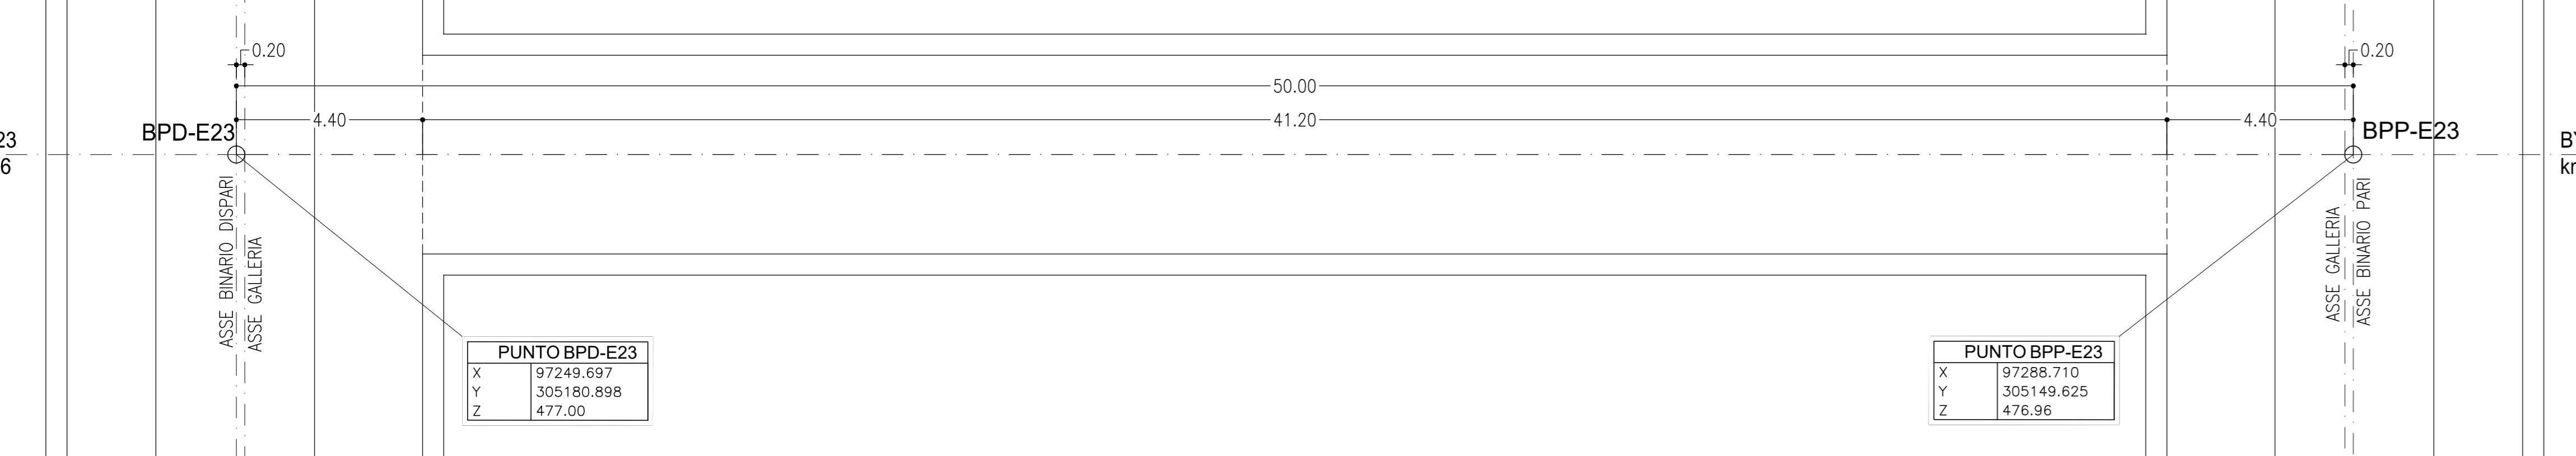 0.20
0.20
50.00
4.40
41.20
4.40
BPD-E23
BPP-E23
23
6
ASSE BINARIO DISPARI
ASSE GALLERIA
ASSE GALLERIA
ASSE BINARIO PARI
PUNTO BPD-E23
X 97249.697
Y 305180.898
Z 477.00
PUNTO BPP-E23
X 97288.710
Y 305149.625
Z 476.96